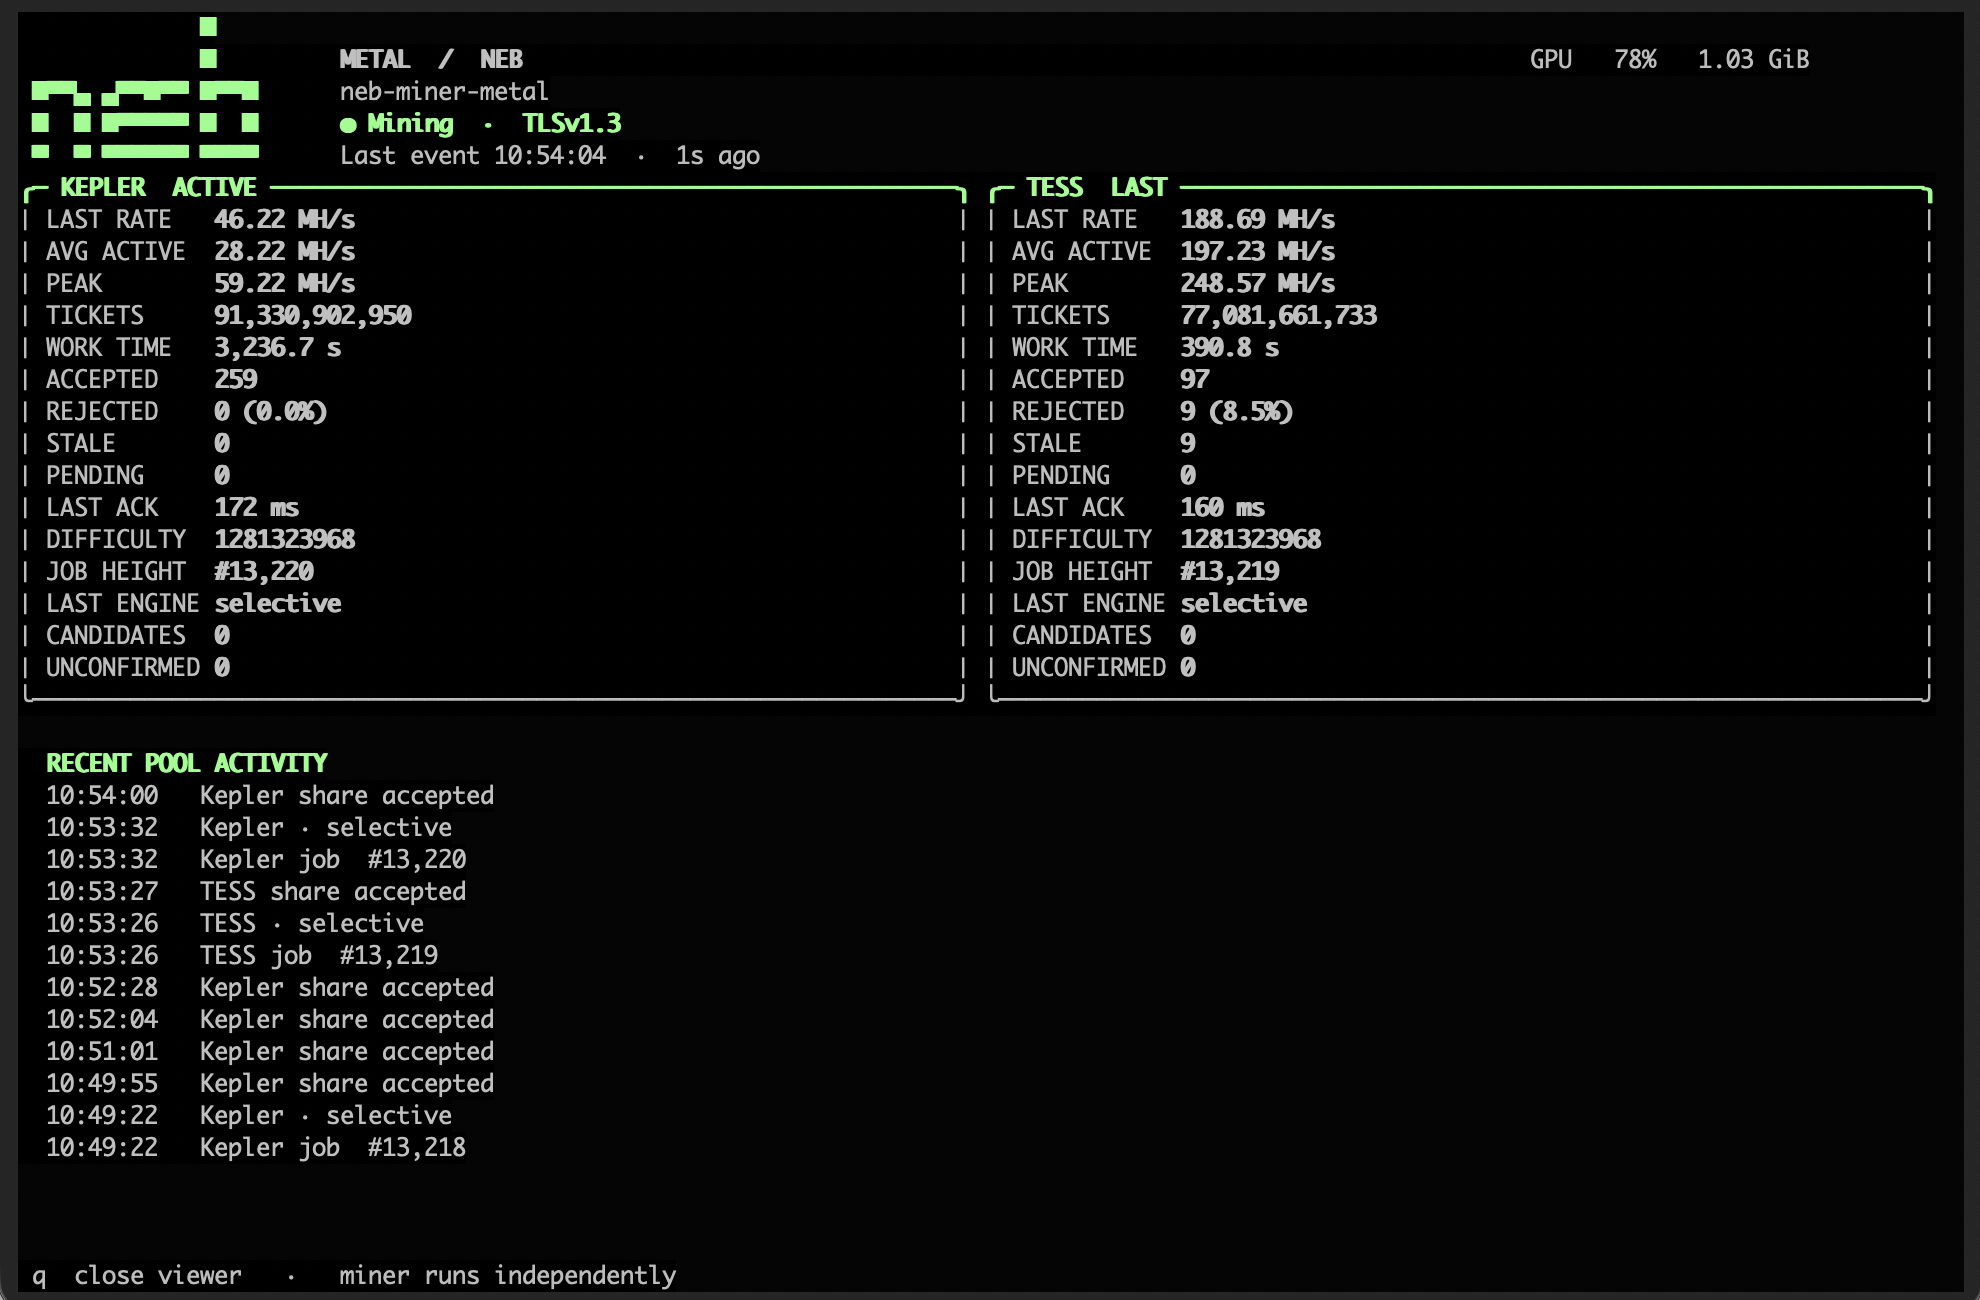 neb
METAL / NEB
GPU 78% 1.03 GiB
neb-miner-metal
● Mining · TLSv1.3
Last event 10:54:04 · 1s ago
KEPLER ACTIVE
LAST RATE 46.22 MH/s
AVG ACTIVE 28.22 MH/s
PEAK 59.22 MH/s
TICKETS 91,330,902,950
WORK TIME 3,236.7 s
ACCEPTED 259
REJECTED 0 (0.0%)
STALE 0
PENDING 0
LAST ACK 172 ms
DIFFICULTY 1281323968
JOB HEIGHT #13,220
LAST ENGINE selective
CANDIDATES 0
UNCONFIRMED 0
TESS LAST
LAST RATE 188.69 MH/s
AVG ACTIVE 197.23 MH/s
PEAK 248.57 MH/s
TICKETS 77,081,661,733
WORK TIME 390.8 s
ACCEPTED 97
REJECTED 9 (8.5%)
STALE 9
PENDING 0
LAST ACK 160 ms
DIFFICULTY 1281323968
JOB HEIGHT #13,219
LAST ENGINE selective
CANDIDATES 0
UNCONFIRMED 0
RECENT POOL ACTIVITY
10:54:00 Kepler share accepted
10:53:32 Kepler · selective
10:53:32 Kepler job #13,220
10:53:27 TESS share accepted
10:53:26 TESS · selective
10:53:26 TESS job #13,219
10:52:28 Kepler share accepted
10:52:04 Kepler share accepted
10:51:01 Kepler share accepted
10:49:55 Kepler share accepted
10:49:22 Kepler · selective
10:49:22 Kepler job #13,218
q close viewer · miner runs independently